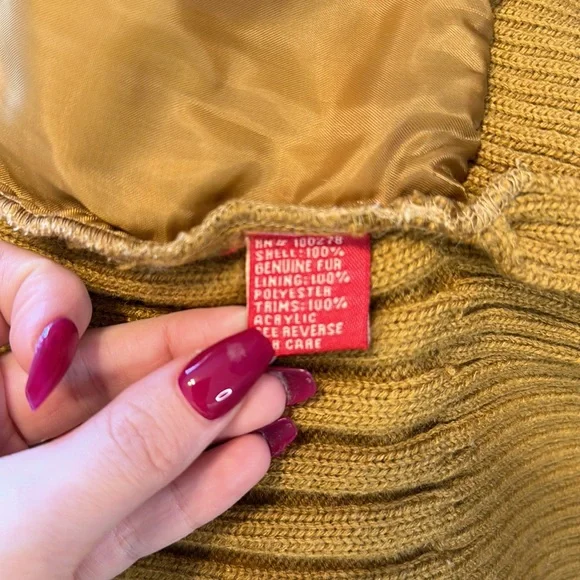 RN# 100278
SHELL: 100%
GENUINE FUR
LINING: 100%
POLYESTER
TRIMS: 100%
ACRYLIC
SEE REVERSE
CARE